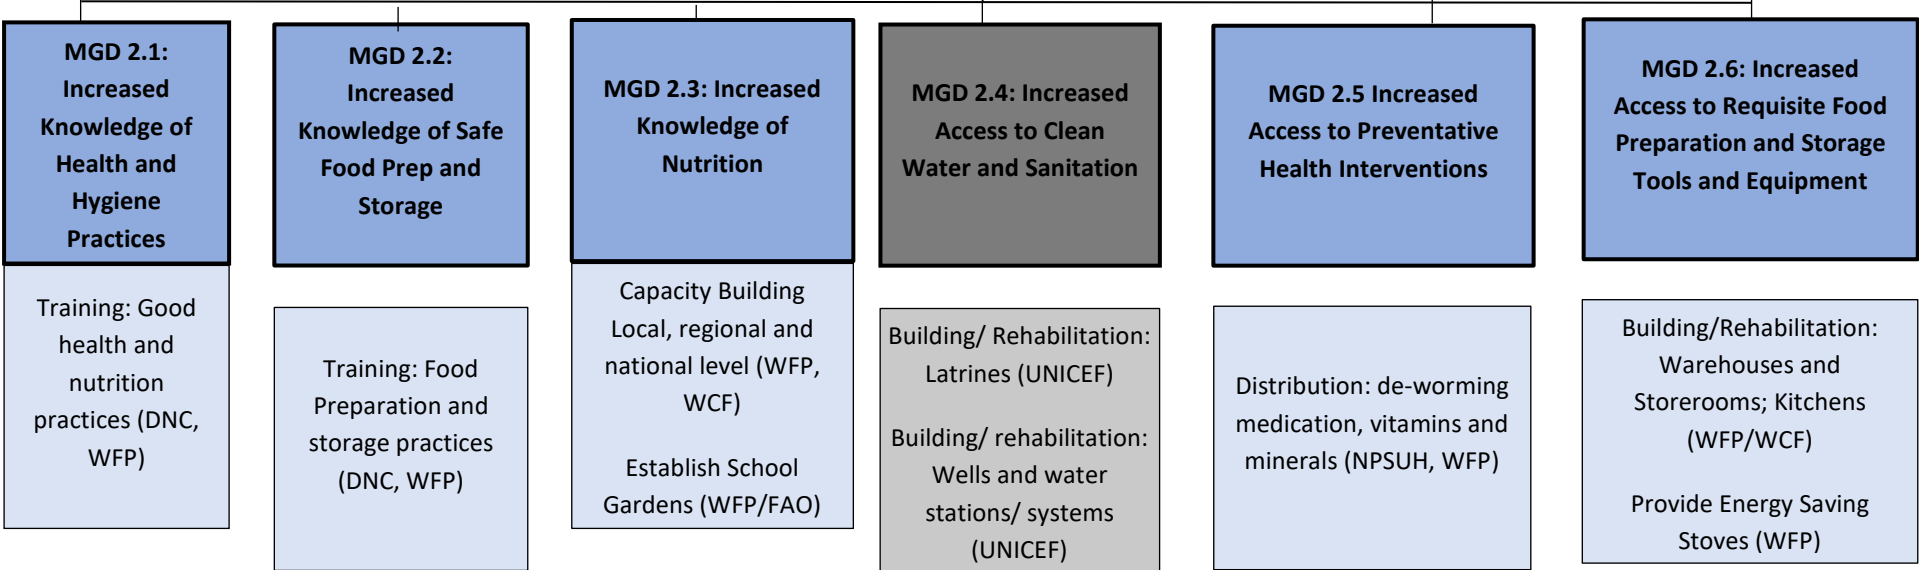 MGD 2.1:
Increased
Knowledge of
Health and
Hygiene
Practices
Training: Good
health and
nutrition
practices (DNC,
WFP)
MGD 2.2:
Increased
Knowledge of Safe
Food Prep and
Storage
Training: Food
Preparation and
storage practices
(DNC, WFP)
MGD 2.3: Increased
Knowledge of
Nutrition
Capacity Building
Local, regional and
national level (WFP,
WCF)
Establish School
Gardens (WFP/FAO)
MGD 2.4: Increased
Access to Clean
Water and Sanitation
Building/ Rehabilitation:
Latrines (UNICEF)
Building/ rehabilitation:
Wells and water
stations/ systems
(UNICEF)
MGD 2.5 Increased
Access to Preventative
Health Interventions
Distribution: de-worming
medication, vitamins and
minerals (NPSUH, WFP)
MGD 2.6: Increased
Access to Requisite Food
Preparation and Storage
Tools and Equipment
Building/Rehabilitation:
Warehouses and
Storerooms; Kitchens
(WFP/WCF)
Provide Energy Saving
Stoves (WFP)